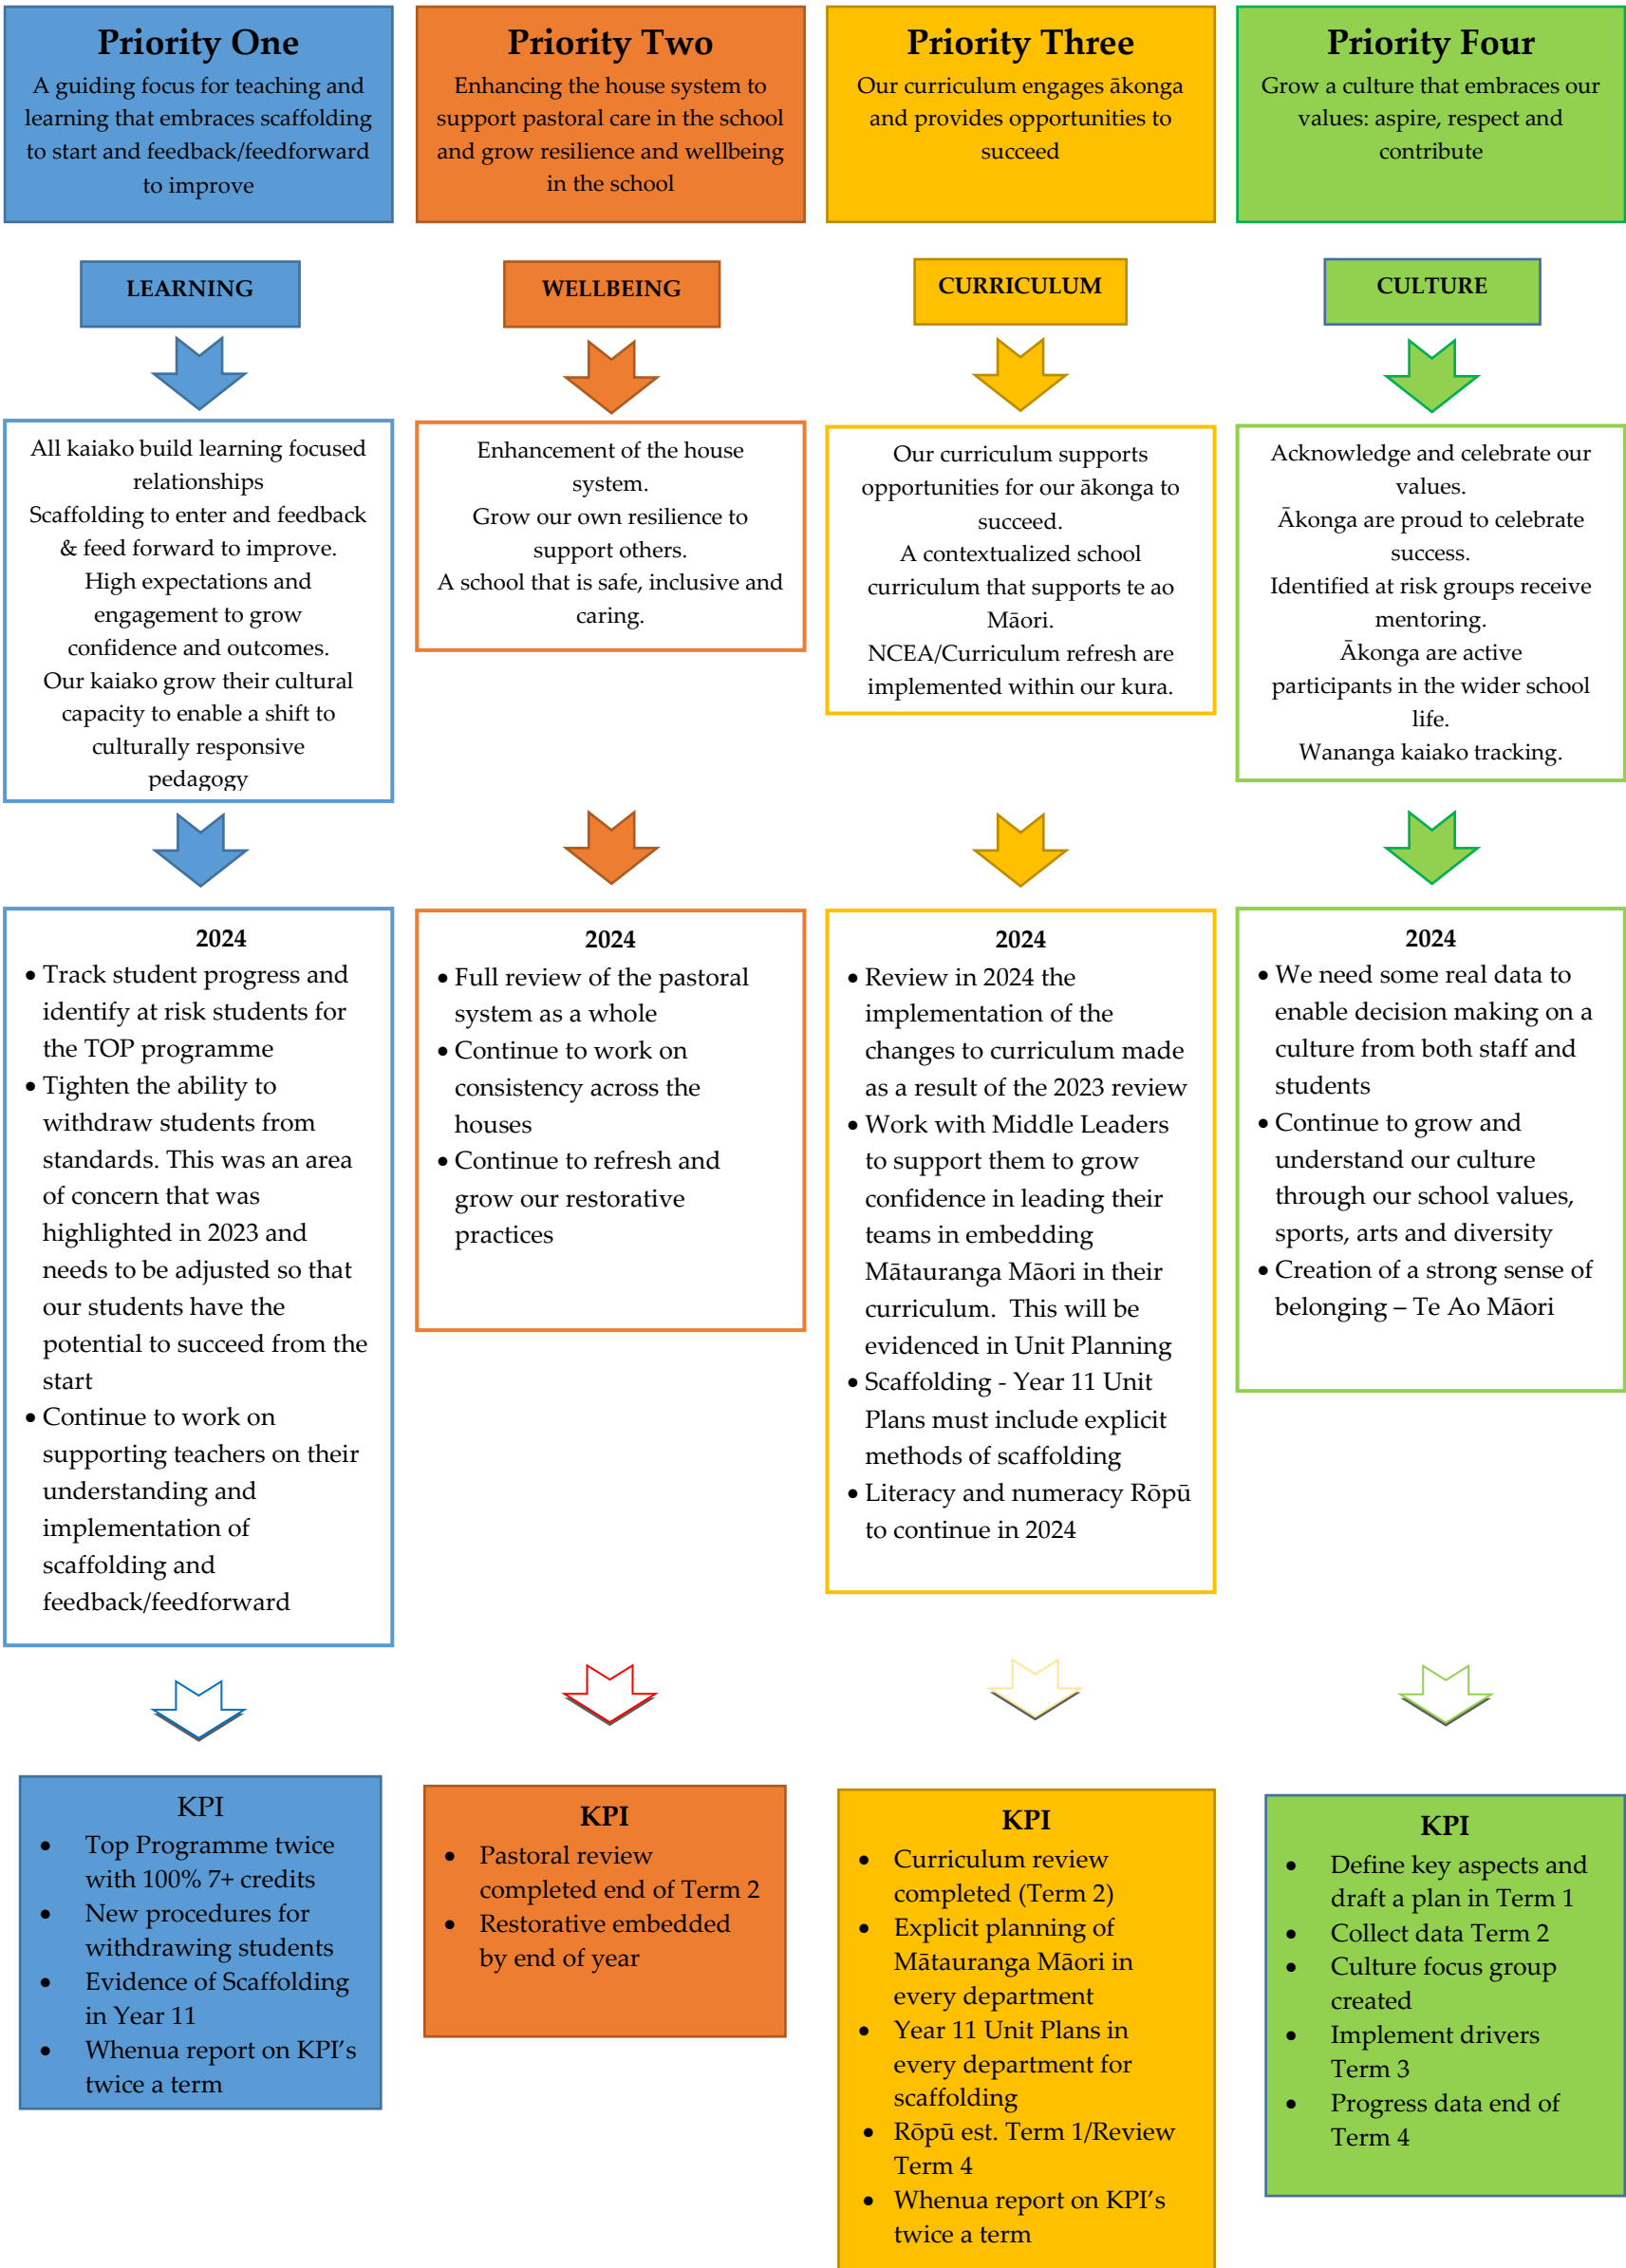 Priority One
A guiding focus for teaching and
learning that embraces scaffolding
to start and feedback/feedforward
to improve
Priority Two
Enhancing the house system to
support pastoral care in the school
and grow resilience and wellbeing
in the school
Priority Three
Our curriculum engages ākonga
and provides opportunities to
succeed
Priority Four
Grow a culture that embraces our
values: aspire, respect and
contribute
LEARNING
WELLBEING
CURRICULUM
CULTURE
All kaiako build learning focused
relationships
Scaffolding to enter and feedback
& feed forward to improve.
High expectations and
engagement to grow
confidence and outcomes.
Our kaiako grow their cultural
capacity to enable a shift to
culturally responsive
pedagogy
Enhancement of the house
system.
Grow our own resilience to
support others.
A school that is safe, inclusive and
caring.
Our curriculum supports
opportunities for our ākonga to
succeed.
A contextualized school
curriculum that supports te ao
Māori.
NCEA/Curriculum refresh are
implemented within our kura.
Acknowledge and celebrate our
values.
Ākonga are proud to celebrate
success.
Identified at risk groups receive
mentoring.
Ākonga are active
participants in the wider school
life.
Wananga kaiako tracking.
2024
• Track student progress and
identify at risk students for
the TOP programme
• Tighten the ability to
withdraw students from
standards. This was an area
of concern that was
highlighted in 2023 and
needs to be adjusted so that
our students have the
potential to succeed from the
start
• Continue to work on
supporting teachers on their
understanding and
implementation of
scaffolding and
feedback/feedforward
2024
• Full review of the pastoral
system as a whole
• Continue to work on
consistency across the
houses
• Continue to refresh and
grow our restorative
practices
2024
• Review in 2024 the
implementation of the
changes to curriculum made
as a result of the 2023 review
• Work with Middle Leaders
to support them to grow
confidence in leading their
teams in embedding
Mātauranga Māori in their
curriculum. This will be
evidenced in Unit Planning
• Scaffolding - Year 11 Unit
Plans must include explicit
methods of scaffolding
• Literacy and numeracy Rōpū
to continue in 2024
2024
• We need some real data to
enable decision making on a
culture from both staff and
students
• Continue to grow and
understand our culture
through our school values,
sports, arts and diversity
• Creation of a strong sense of
belonging – Te Ao Māori
KPI
• Top Programme twice
with 100% 7+ credits
• New procedures for
withdrawing students
• Evidence of Scaffolding
in Year 11
• Whenua report on KPI's
twice a term
KPI
• Pastoral review
completed end of Term 2
• Restorative embedded
by end of year
KPI
• Curriculum review
completed (Term 2)
• Explicit planning of
Mātauranga Māori in
every department
• Year 11 Unit Plans in
every department for
scaffolding
• Rōpū est. Term 1/Review
Term 4
• Whenua report on KPI's
twice a term
KPI
• Define key aspects and
draft a plan in Term 1
• Collect data Term 2
• Culture focus group
created
• Implement drivers
Term 3
• Progress data end of
Term 4